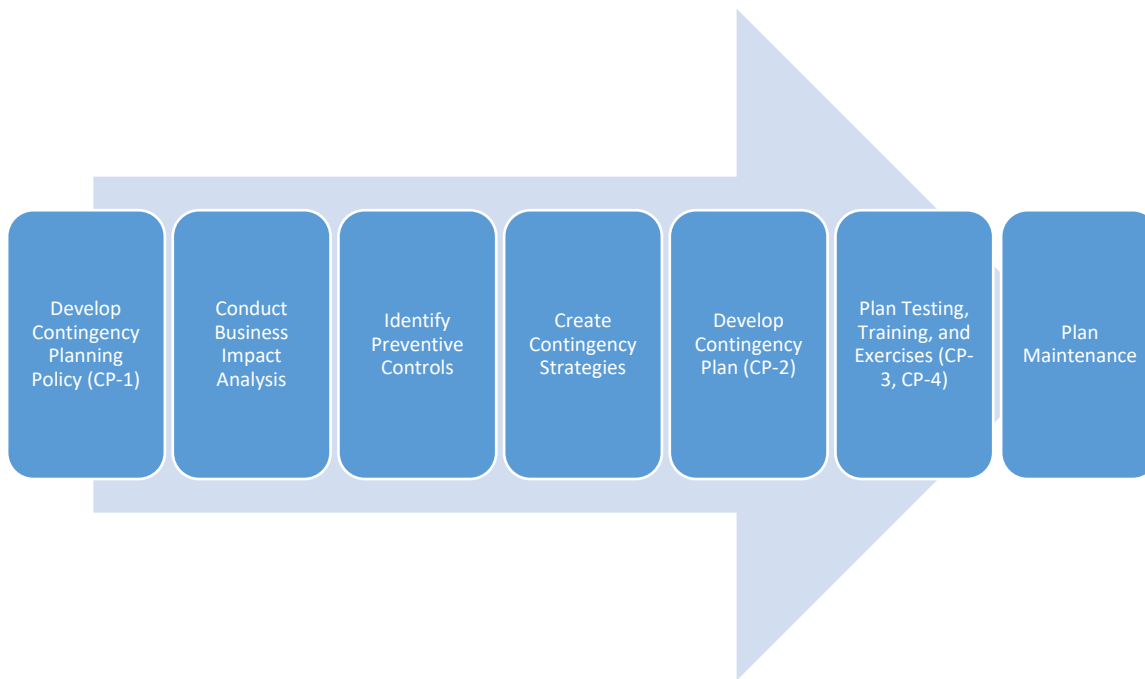 Develop
Contingency
Planning
Policy (CP-1)
Conduct
Business
Impact
Analysis
Identify
Preventive
Controls
Create
Contingency
Strategies
Develop
Contingency
Plan (CP-2)
Plan Testing,
Training, and
Exercises (CP-
3, CP-4)
Plan
Maintenance